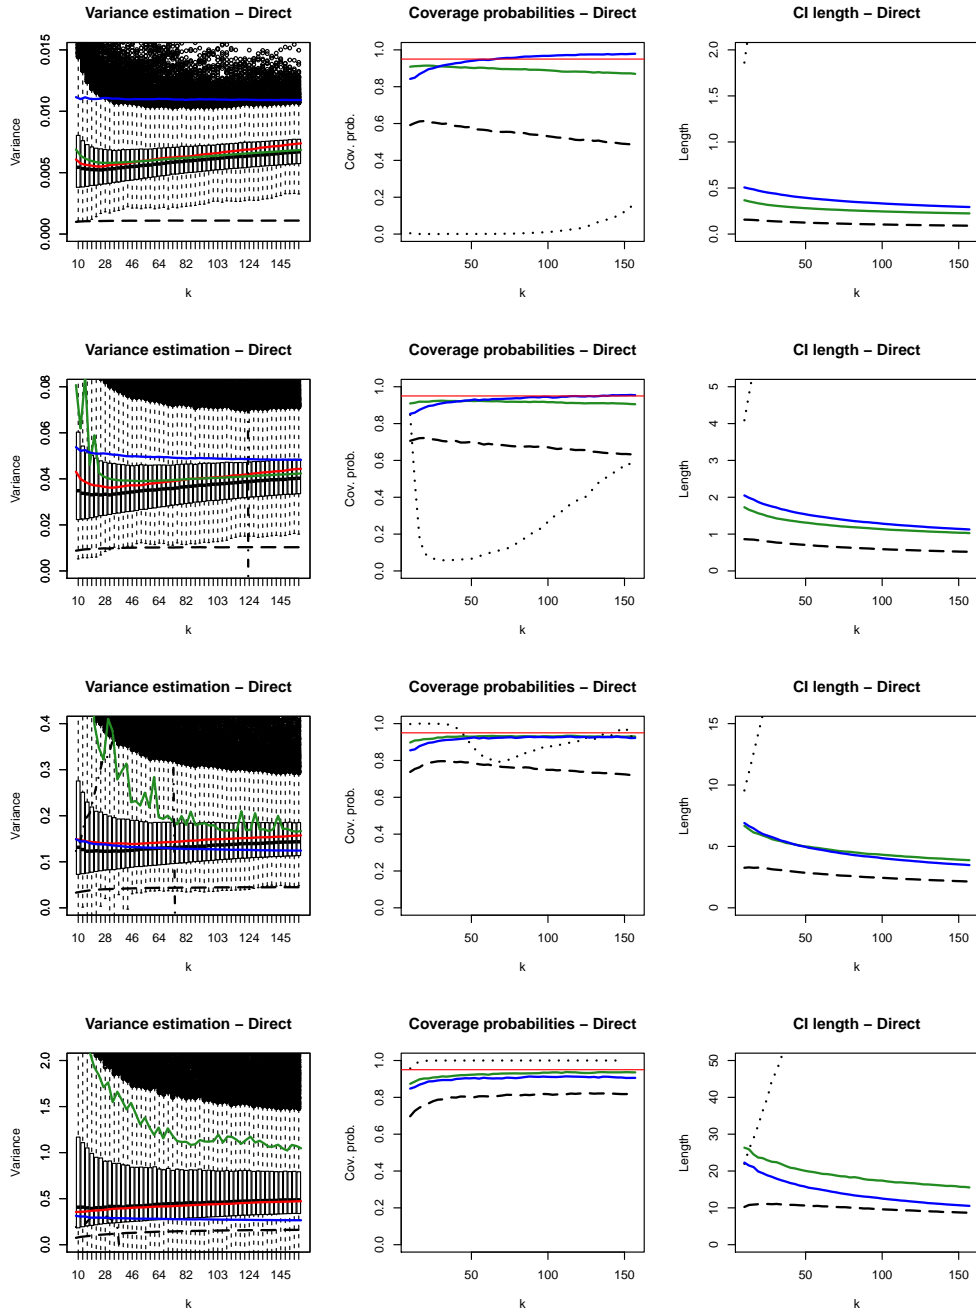 Variance estimation – Direct
Coverage probabilities – Direct
CI length – Direct
Variance
0.000 0.005 0.010 0.015
10 28 46 64 82 103 124 145
k
Cov. prob.
0.0 0.2 0.4 0.6 0.8 1.0
50 100 150
k
Length
0.0 0.5 1.0 1.5 2.0
50 100 150
k
Variance estimation – Direct
Coverage probabilities – Direct
CI length – Direct
Variance
0.00 0.02 0.04 0.06 0.08
10 28 46 64 82 103 124 145
k
Cov. prob.
0.0 0.2 0.4 0.6 0.8 1.0
50 100 150
k
Length
0 1 2 3 4 5
50 100 150
k
Variance estimation – Direct
Coverage probabilities – Direct
CI length – Direct
Variance
0.0 0.1 0.2 0.3 0.4
10 28 46 64 82 103 124 145
k
Cov. prob.
0.0 0.2 0.4 0.6 0.8 1.0
50 100 150
k
Length
0 5 10 15
50 100 150
k
Variance estimation – Direct
Coverage probabilities – Direct
CI length – Direct
Variance
0.0 0.5 1.0 1.5 2.0
10 28 46 64 82 103 124 145
k
Cov. prob.
0.0 0.2 0.4 0.6 0.8 1.0
50 100 150
k
Length
0 10 20 30 40 50
50 100 150
k